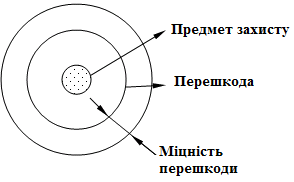 Предмет захисту
Перешкода
Міцність
перешкоди